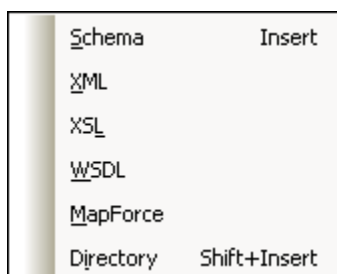 Schema Insert
XML
XSL
WSDL
MapForce
Directory Shift+Insert